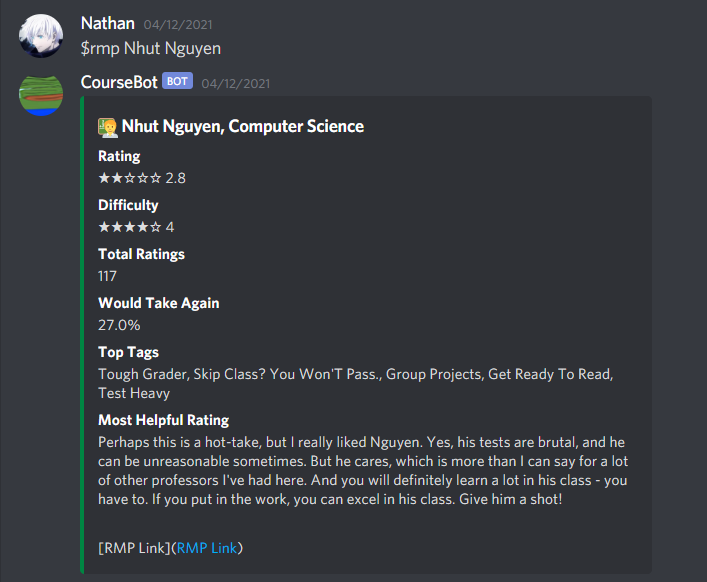 Nathan 04/12/2021
$rmp Nhut Nguyen
CourseBot BOT 04/12/2021
Nhut Nguyen, Computer Science
Rating
★★☆☆☆ 2.8
Difficulty
★★★★☆ 4
Total Ratings
117
Would Take Again
27.0%
Top Tags
Tough Grader, Skip Class? You Won'T Pass., Group Projects, Get Ready To Read,
Test Heavy
Most Helpful Rating
Perhaps this is a hot-take, but I really liked Nguyen. Yes, his tests are brutal, and he
can be unreasonable sometimes. But he cares, which is more than I can say for a lot
of other professors I've had here. And you will definitely learn a lot in his class - you
have to. If you put in the work, you can excel in his class. Give him a shot!
[RMP Link](RMP Link)